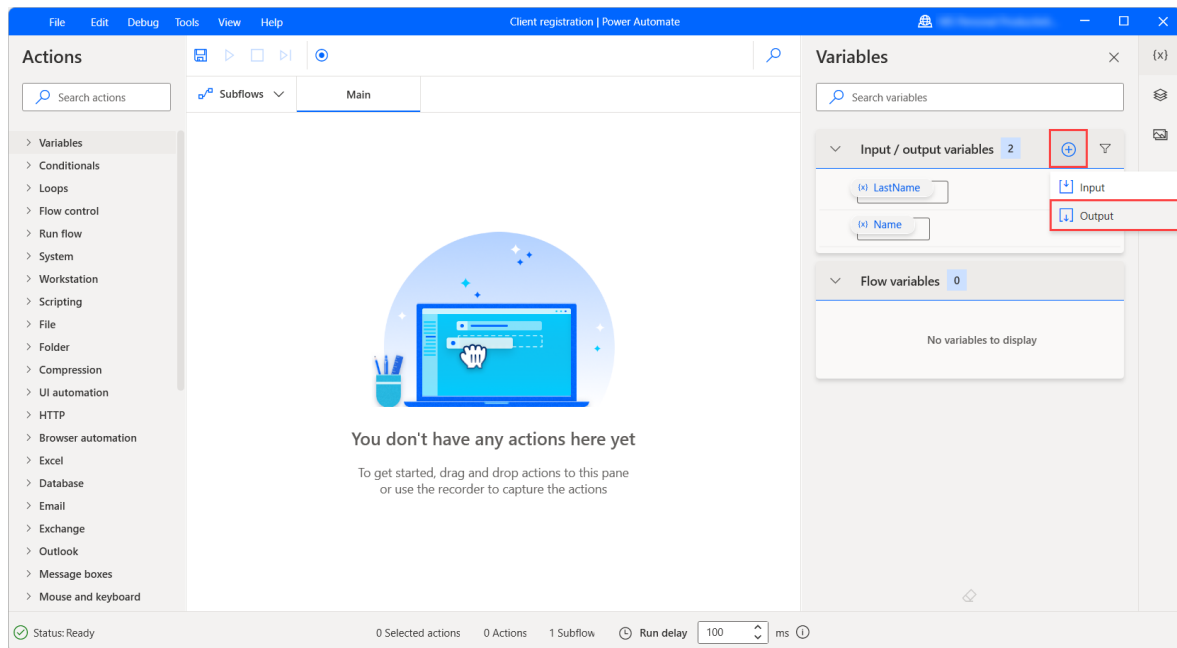 File Edit Debug Tools View Help Client registration | Power Automate
Actions
Search actions
Variables
Conditionals
Loops
Flow control
Run flow
System
Workstation
Scripting
File
Folder
Compression
UI automation
HTTP
Browser automation
Excel
Database
Email
Exchange
Outlook
Message boxes
Mouse and keyboard
Subflows Main
You don't have any actions here yet
To get started, drag and drop actions to this pane
or use the recorder to capture the actions
Variables
{x}
Search variables
Input / output variables 2
{x} LastName
{x} Name
Input
Output
Flow variables 0
No variables to display
Status: Ready 0 Selected actions 0 Actions 1 Subflow Run delay 100 ms